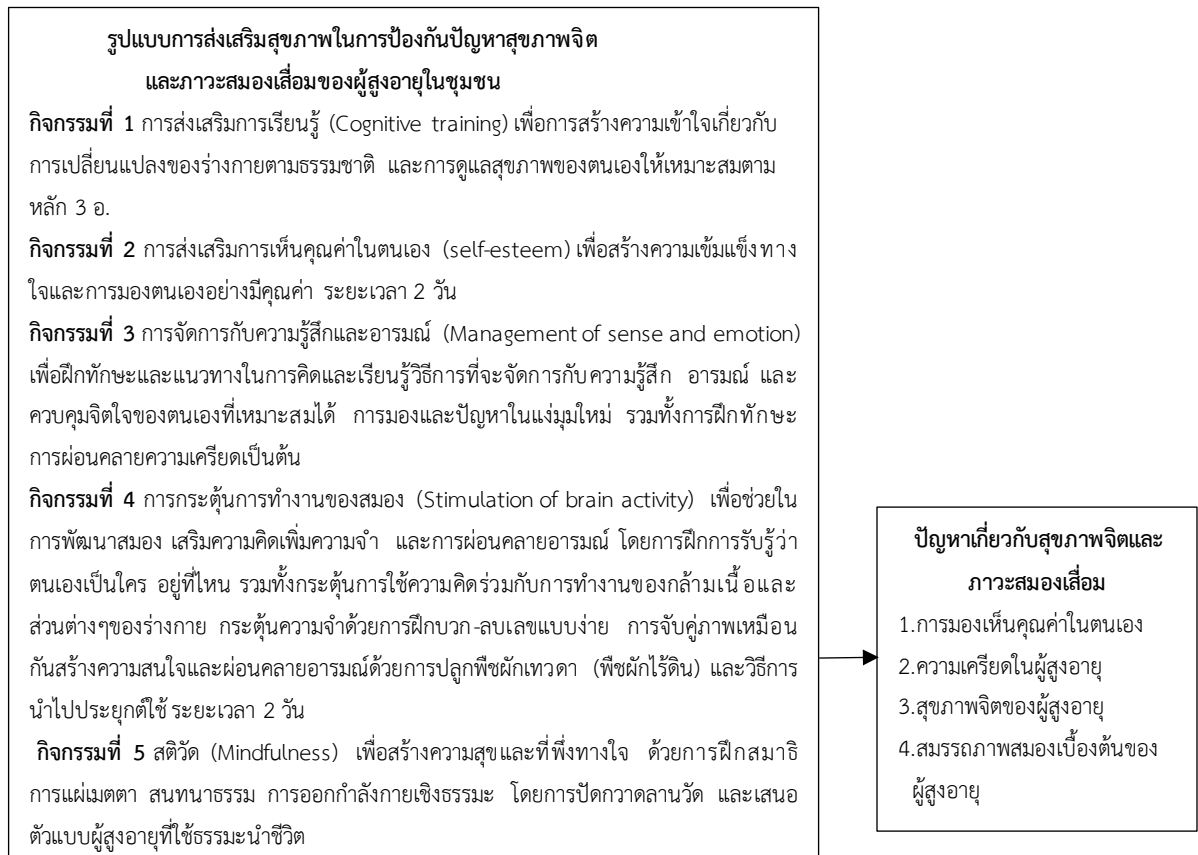 รูปแบบการส่งเสริมสุขภาพในการป้องกันปัญหาสุขภาพจิต
และภาวะสมองเสื่อมของผู้สูงอายุในชุมชน
กิจกรรมที่ 1 การส่งเสริมการเรียนรู้ (Cognitive training) เพื่อการสร้างความเข้าใจเกี่ยวกับ
การเปลี่ยนแปลงของร่างกายตามธรรมชาติ และการดูแลสุขภาพของตนเองให้เหมาะสมตาม
หลัก 3 อ.
กิจกรรมที่ 2 การส่งเสริมการเห็นคุณค่าในตนเอง (self-esteem) เพื่อสร้างความเข้มแข็งทาง
ใจและการมองตนเองอย่างมีคุณค่า ระยะเวลา 2 วัน
กิจกรรมที่ 3 การจัดการกับความรู้สึกและอารมณ์ (Management of sense and emotion)
เพื่อฝึกทักษะและแนวทางในการคิดและเรียนรู้วิธีการที่จะจัดการกับความรู้สึก อารมณ์ และ
ควบคุมจิตใจของตนเองที่เหมาะสมได้ การมองและปัญหาในแง่มุมใหม่ รวมทั้งการฝึกทักษะ
การผ่อนคลายความเครียดเป็นต้น
กิจกรรมที่ 4 การกระตุ้นการทำงานของสมอง (Stimulation of brain activity) เพื่อช่วยใน
การพัฒนาสมอง เสริมความคิดเพิ่มความจำ และการผ่อนคลายอารมณ์ โดยการฝึกการรับรู้ว่า
ตนเองเป็นใคร อยู่ที่ไหน รวมทั้งกระตุ้นการใช้ความคิดร่วมกับการทำงานของกล้ามเนื้อและ
ส่วนต่างๆของร่างกาย กระตุ้นความจำด้วยการฝึกบวก-ลบเลขแบบง่าย การจับคู่ภาพเหมือน
กันสร้างความสนใจและผ่อนคลายอารมณ์ด้วยการปลูกพืชผักเทวดา (พืชผักไร้ดิน) และวิธีการ
นำไปประยุกต์ใช้ ระยะเวลา 2 วัน
กิจกรรมที่ 5 สติวัด (Mindfulness) เพื่อสร้างความสุขและที่พึ่งทางใจ ด้วยการฝึกสมาธิ
การแผ่เมตตา สนทนาธรรม การออกกำลังกายเชิงธรรมะ โดยการปัดกวาดลานวัด และเสนอ
ตัวแบบผู้สูงอายุที่ใช้ธรรมะนำชีวิต
ปัญหาเกี่ยวกับสุขภาพจิตและ
ภาวะสมองเสื่อม
1.การมองเห็นคุณค่าในตนเอง
2.ความเครียดในผู้สูงอายุ
3.สุขภาพจิตของผู้สูงอายุ
4.สมรรถภาพสมองเบื้องต้นของ
ผู้สูงอายุ